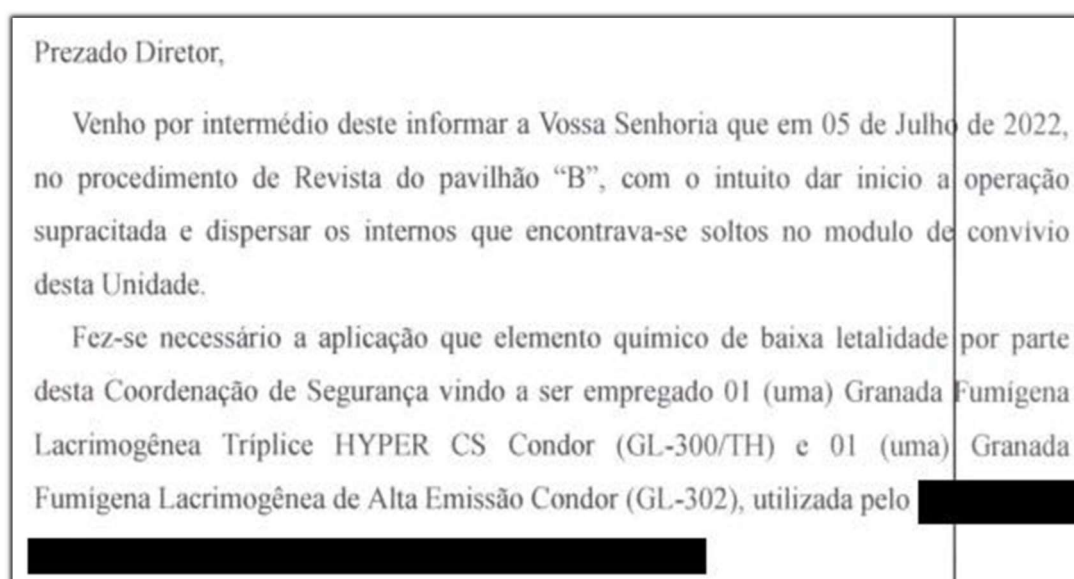 Prezado Diretor,
Venho por intermédio deste informar a Vossa Senhoria que em 05 de Julho de 2022,
no procedimento de Revista do pavilhão “B”, com o intuito dar inicio a operação
supracitada e dispersar os internos que encontrava-se soltos no modulo de convívio
desta Unidade.
Fez-se necessário a aplicação que elemento químico de baixa letalidade por parte
desta Coordenação de Segurança vindo a ser empregado 01 (uma) Granada Fumígena
Lacrimogênea Tríplice HYPER CS Condor (GL-300/TH) e 01 (uma) Granada
Fumígena Lacrimogênea de Alta Emissão Condor (GL-302), utilizada pelo